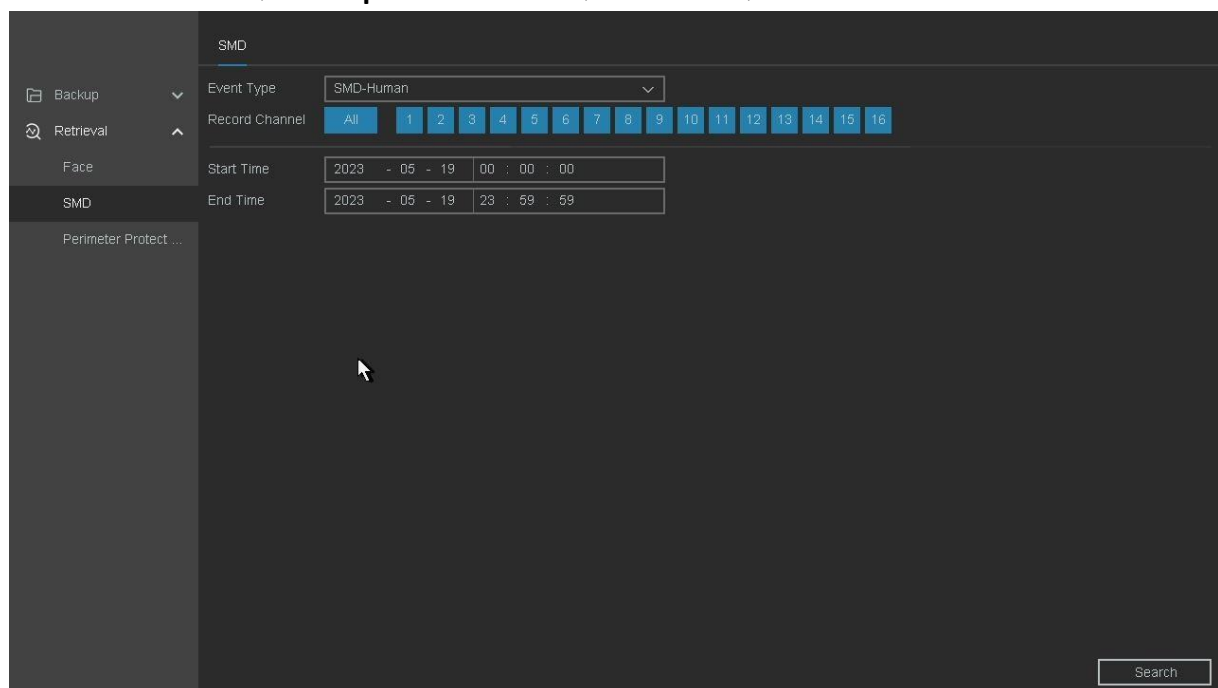 SMD
Backup
Retrieval
Face
SMD
Perimeter Protect ...
Event Type SMD-Human
Record Channel All 1 2 3 4 5 6 7 8 9 10 11 12 13 14 15 16
Start Time 2023 - 05 - 19 00 : 00 : 00
End Time 2023 - 05 - 19 23 : 59 : 59
Search